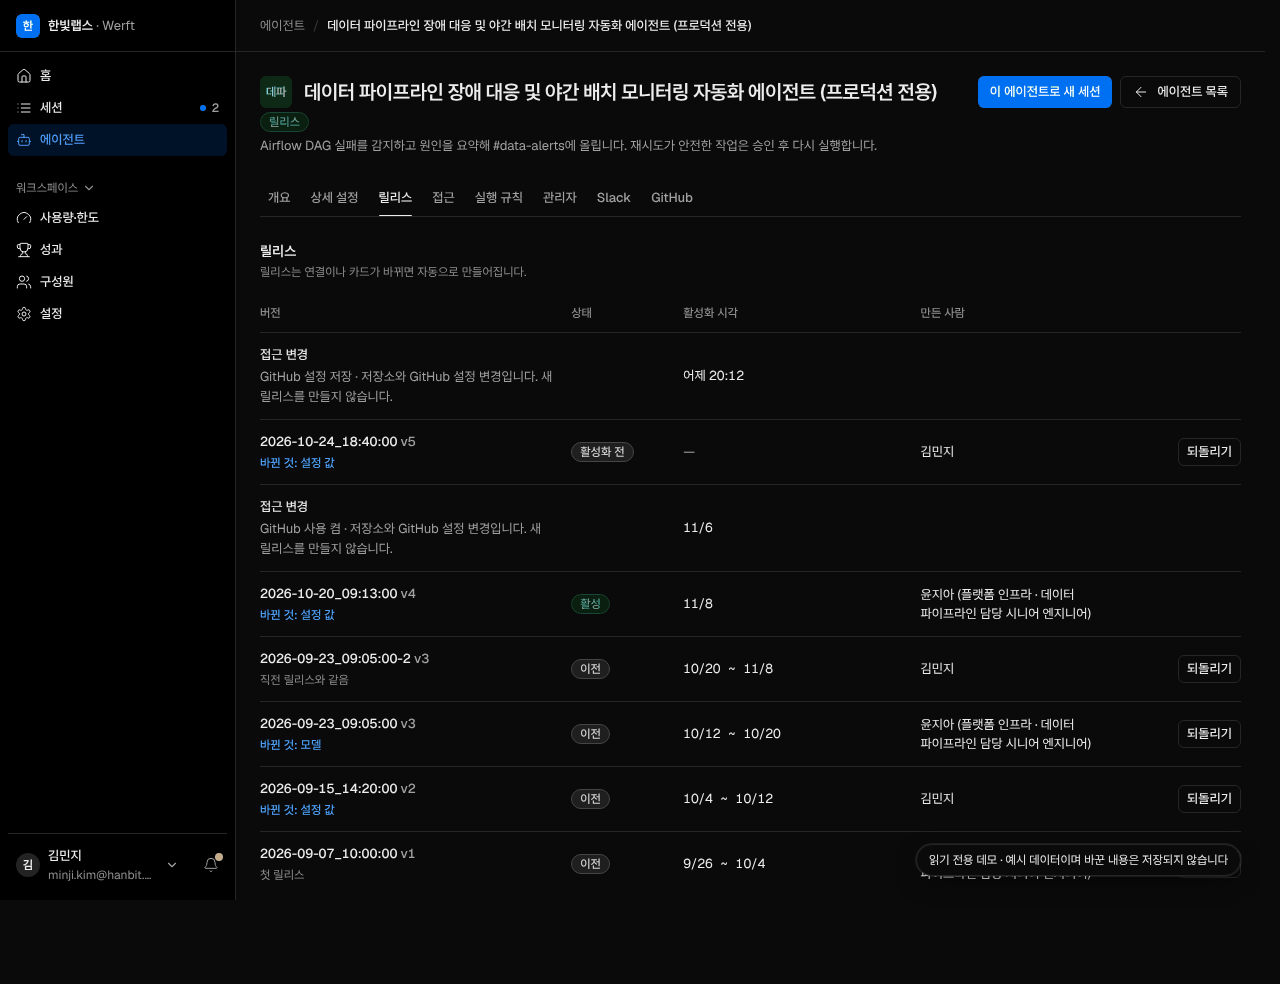 한 한빛랩스 · Werft
에이전트 / 데이터 파이프라인 장애 대응 및 야간 배치 모니터링 자동화 에이전트 (프로덕션 전용)
홈
세션 2
에이전트
워크스페이스
사용량·한도
성과
구성원
설정
데파 데이터 파이프라인 장애 대응 및 야간 배치 모니터링 자동화 에이전트 (프로덕션 전용)
이 에이전트로 새 세션
에이전트 목록
릴리스
Airflow DAG 실패를 감지하고 원인을 요약해 #data-alerts에 올립니다. 재시도가 안전한 작업은 승인 후 다시 실행합니다.
개요 상세 설정 릴리스 접근 실행 규칙 관리자 Slack GitHub
릴리스
릴리스는 연결이나 카드가 바뀌면 자동으로 만들어집니다.
버전 상태 활성화 시각 만든 사람
접근 변경
GitHub 설정 저장 · 저장소와 GitHub 설정 변경입니다. 새
릴리스를 만들지 않습니다.
어제 20:12
2026-10-24_18:40:00 v5
바뀐 것: 설정 값
활성화 전 — 김민지 되돌리기
접근 변경
GitHub 사용 켬 · 저장소와 GitHub 설정 변경입니다. 새
릴리스를 만들지 않습니다.
11/6
2026-10-20_09:13:00 v4
바뀐 것: 설정 값
활성 11/8
윤지아 (플랫폼 인프라 · 데이터
파이프라인 담당 시니어 엔지니어)
2026-09-23_09:05:00-2 v3
직전 릴리스와 같음
이전 10/20 ~ 11/8 김민지 되돌리기
2026-09-23_09:05:00 v3
바뀐 것: 모델
이전 10/12 ~ 10/20
윤지아 (플랫폼 인프라 · 데이터
파이프라인 담당 시니어 엔지니어)
되돌리기
2026-09-15_14:20:00 v2
바뀐 것: 설정 값
이전 10/4 ~ 10/12 김민지 되돌리기
2026-09-07_10:00:00 v1
첫 릴리스
이전 9/26 ~ 10/4
읽기 전용 데모 · 예시 데이터이며 바꾼 내용은 저장되지 않습니다
김 김민지
minji.kim@hanbit....